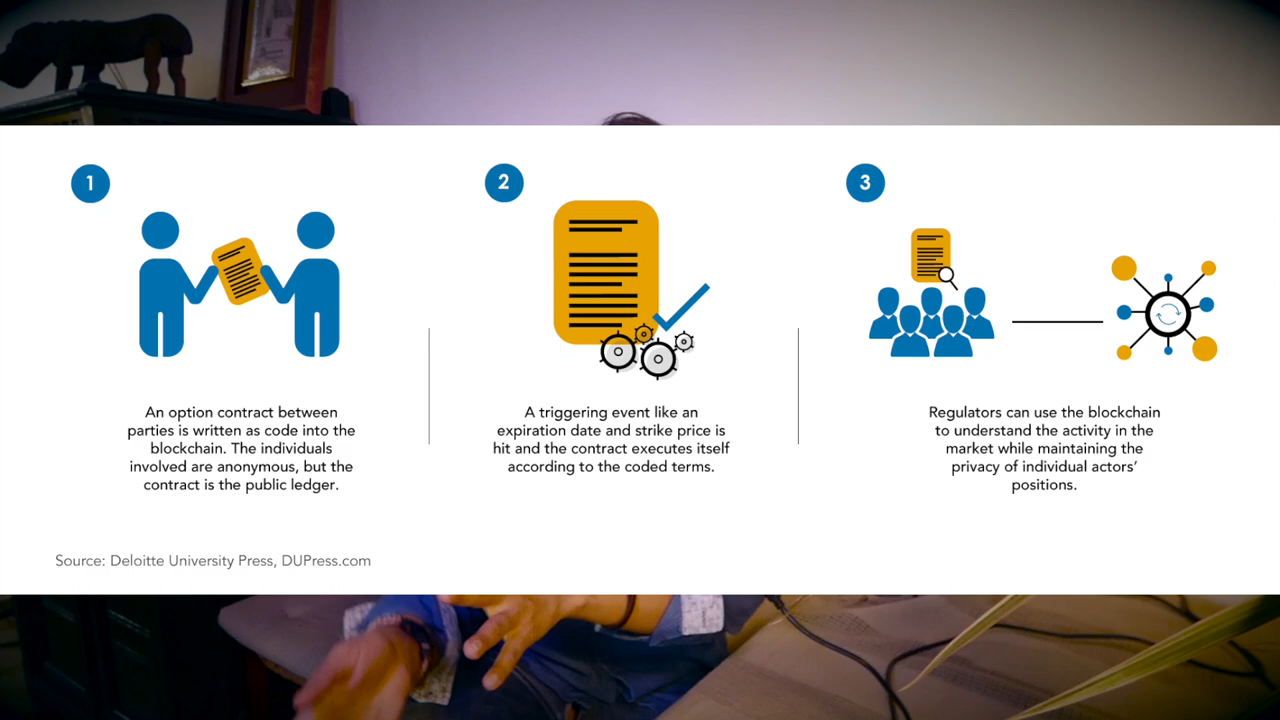 1
An option contract between
parties is written as code into the
blockchain. The individuals
involved are anonymous, but the
contract is the public ledger.
2
A triggering event like an
expiration date and strike price is
hit and the contract executes itself
according to the coded terms.
3
Regulators can use the blockchain
to understand the activity in the
market while maintaining the
privacy of individual actors’
positions.
Source: Deloitte University Press, DUPress.com